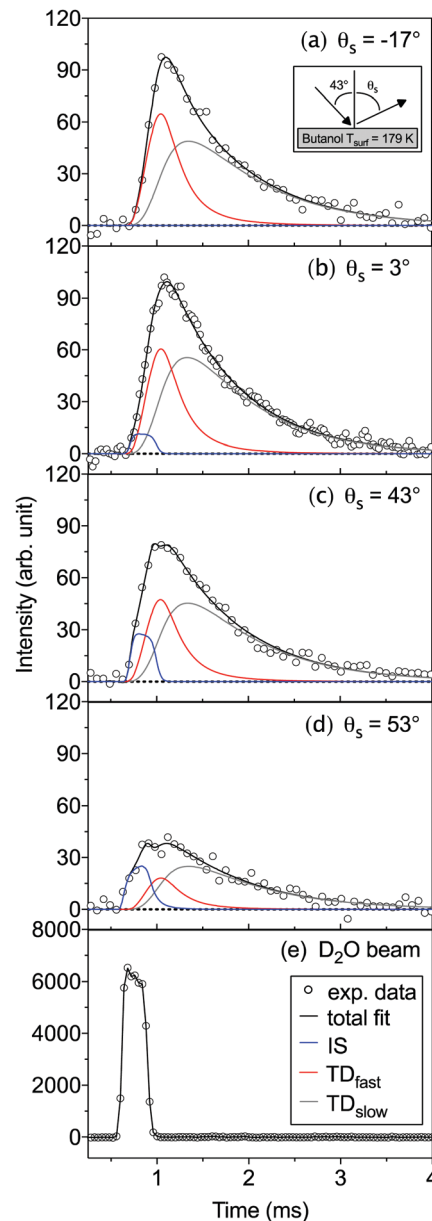 120
90
60
30
0
(a) θs = -17°
43°
θs
Butanol Tsurf = 179 K
120
90
60
30
0
(b) θs = 3°
120
90
60
30
0
(c) θs = 43°
120
90
60
30
0
(d) θs = 53°
Intensity (arb. unit)
8000
6000
4000
2000
0
(e) D2O beam
exp. data
total fit
IS
TDfast
TDslow
1 2 3 4
Time (ms)